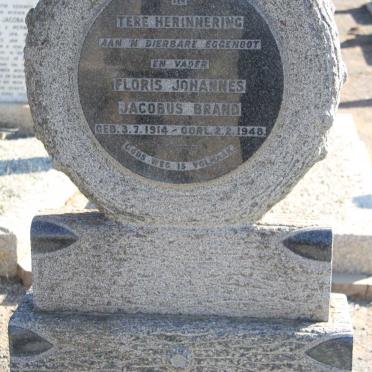 IN
TERE HERINNERING
AAN 'N DIERBARE EGGENOOT
EN VADER
FLORIS JOHANNES
JACOBUS BRAND
GEB. 3.7.1914 - OORL. 2.2.1948.
GODS WEG IS VOLMAAK